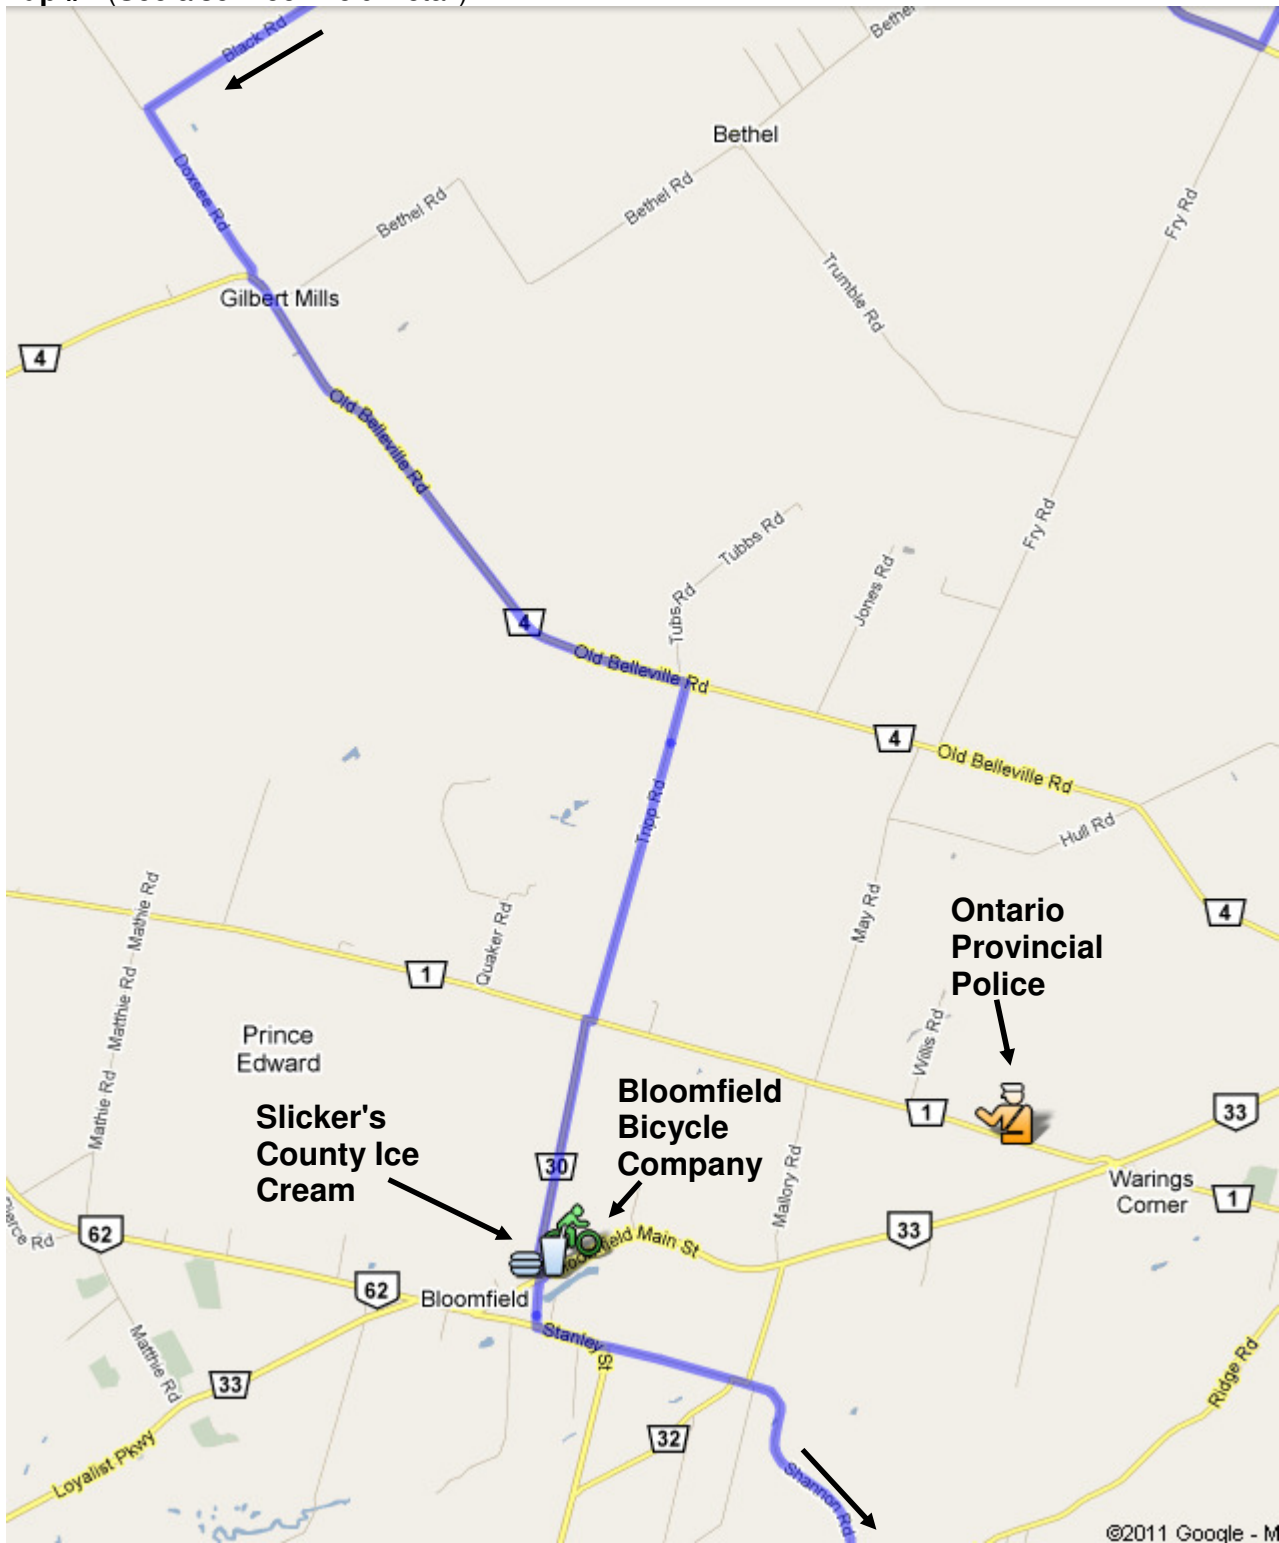 Black Rd
Bethel
Bethel
Doxsee Rd
Bethel Rd
Bethel Rd
Fry Rd
Trumble Rd
Gilbert Mills
4
Old Belleville Rd
Fry Rd
Tubbs Rd
Tubs Rd
Jones Rd
4
Old Belleville Rd
4
Old Belleville Rd
Tripp Rd
Hull Rd
Mathie Rd
May Rd
Ontario
Provincial
Police
4
Quaker Rd
1
Matthie Rd
Prince
Edward
Willis Rd
Mathie Rd
Slicker's
County Ice
Cream
Bloomfield
Bicycle
Company
1
33
30
Mallory Rd
Warings
Corner
1
62
33
Main St
62
Bloomfield
Stanley St
Matthie Rd
33
Ridge Rd
32
Loyalist Pkwy
Shannon Rd
©2011 Google - M